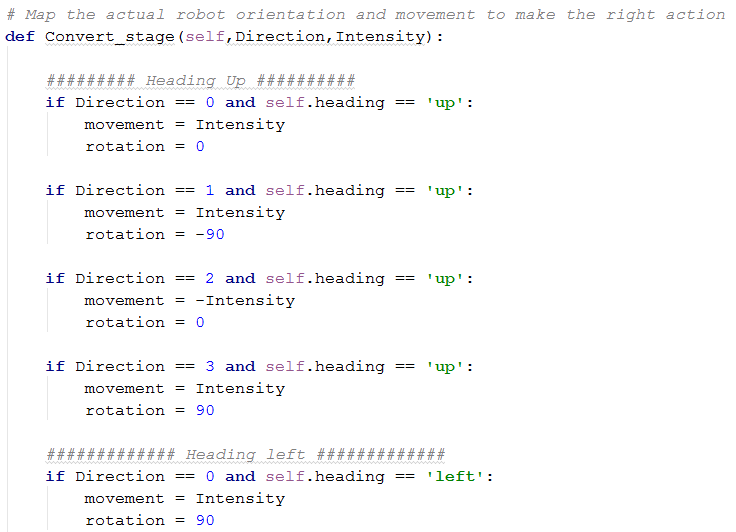 # Map the actual robot orientation and movement to make the right action
def Convert_stage(self,Direction,Intensity):
######### Heading Up ##########
if Direction == 0 and self.heading == 'up':
movement = Intensity
rotation = 0
if Direction == 1 and self.heading == 'up':
movement = Intensity
rotation = -90
if Direction == 2 and self.heading == 'up':
movement = -Intensity
rotation = 0
if Direction == 3 and self.heading == 'up':
movement = Intensity
rotation = 90
############# Heading left #############
if Direction == 0 and self.heading == 'left':
movement = Intensity
rotation = 90